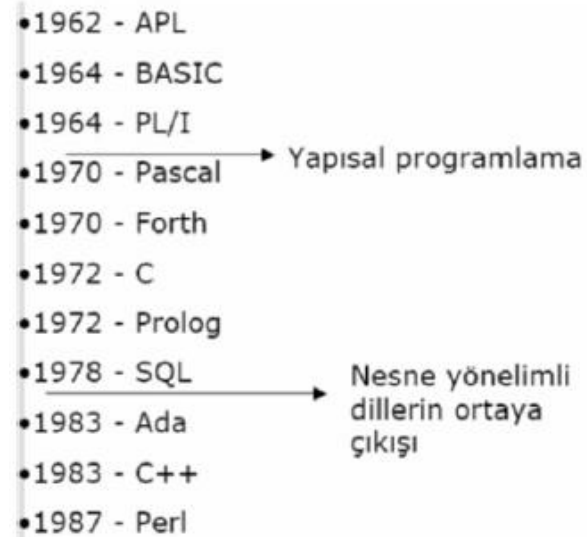 •1962 - APL
•1964 - BASIC
•1964 - PL/I
Yapısal programlama
•1970 - Pascal
•1970 - Forth
•1972 - C
•1972 - Prolog
•1978 - SQL
Nesne yönelimli
dillerin ortaya
çıkışı
•1983 - Ada
•1983 - C++
•1987 - Perl